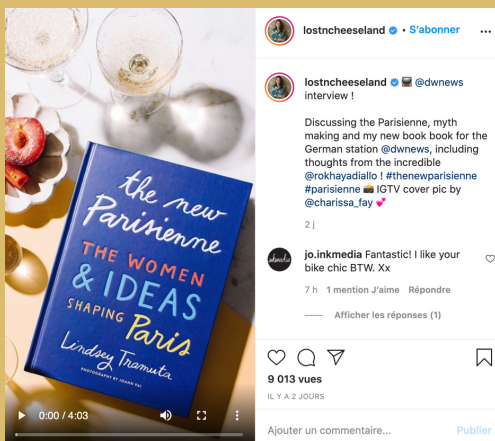 the new
Parisienne
THE WOMEN
& IDEAS
SHAPING Paris
Lindsey Tramuta
PHOTOGRAPHY BY JOANN PAI
0:00 / 4:03
lostncheeseland • S'abonner
lostncheeseland @dwnews
interview !
Discussing the Parisienne, myth
making and my new book book for the
German station @dwnews, including
thoughts from the incredible
@rokhayadiallo ! #thenewparisienne
#parisienne 📸 IGTV cover pic by
@charissa_fay 💕
2 j
jo.inkmedia Fantastic! I like your
bike chic BTW. Xx
7 h 1 mention J'aime Répondre
Afficher les réponses (1)
9 013 vues
IL Y A 2 JOURS
Ajouter un commentaire... Publier